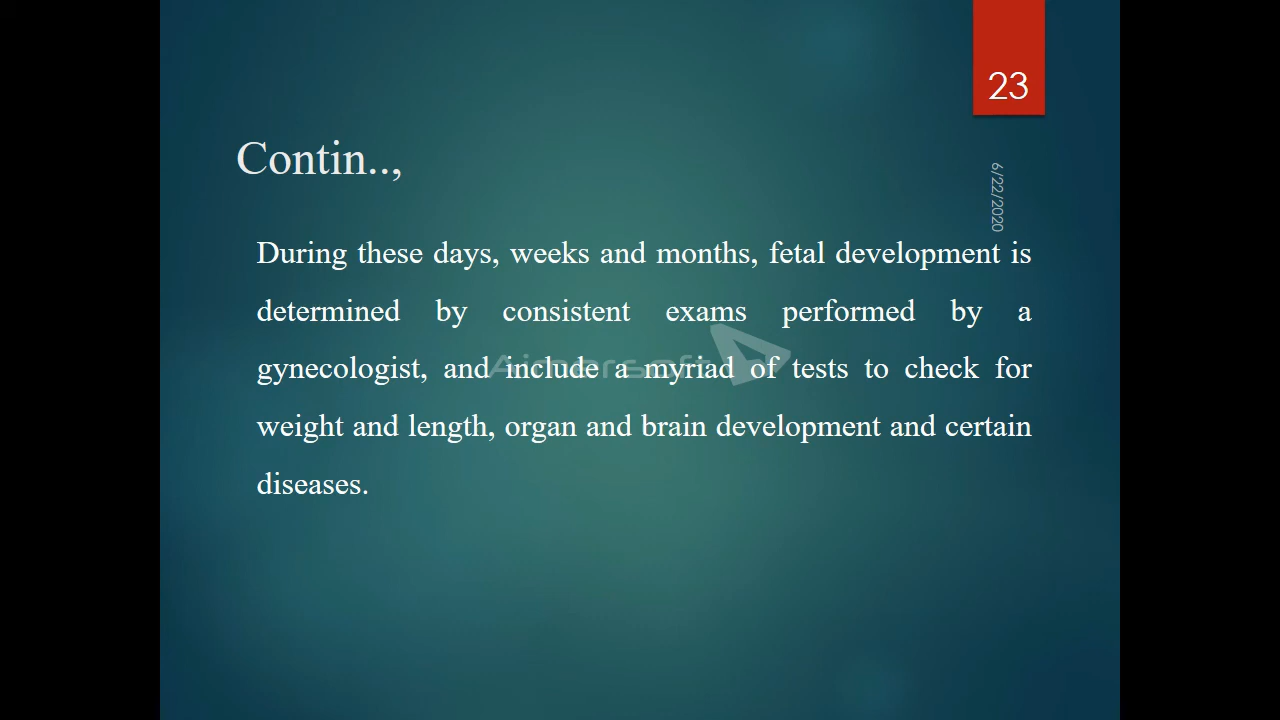 23
Contin..,
6/22/2020
During these days, weeks and months, fetal development is
determined by consistent exams performed by a
gynecologist, and include a myriad of tests to check for
weight and length, organ and brain development and certain
diseases.
Aimersoft